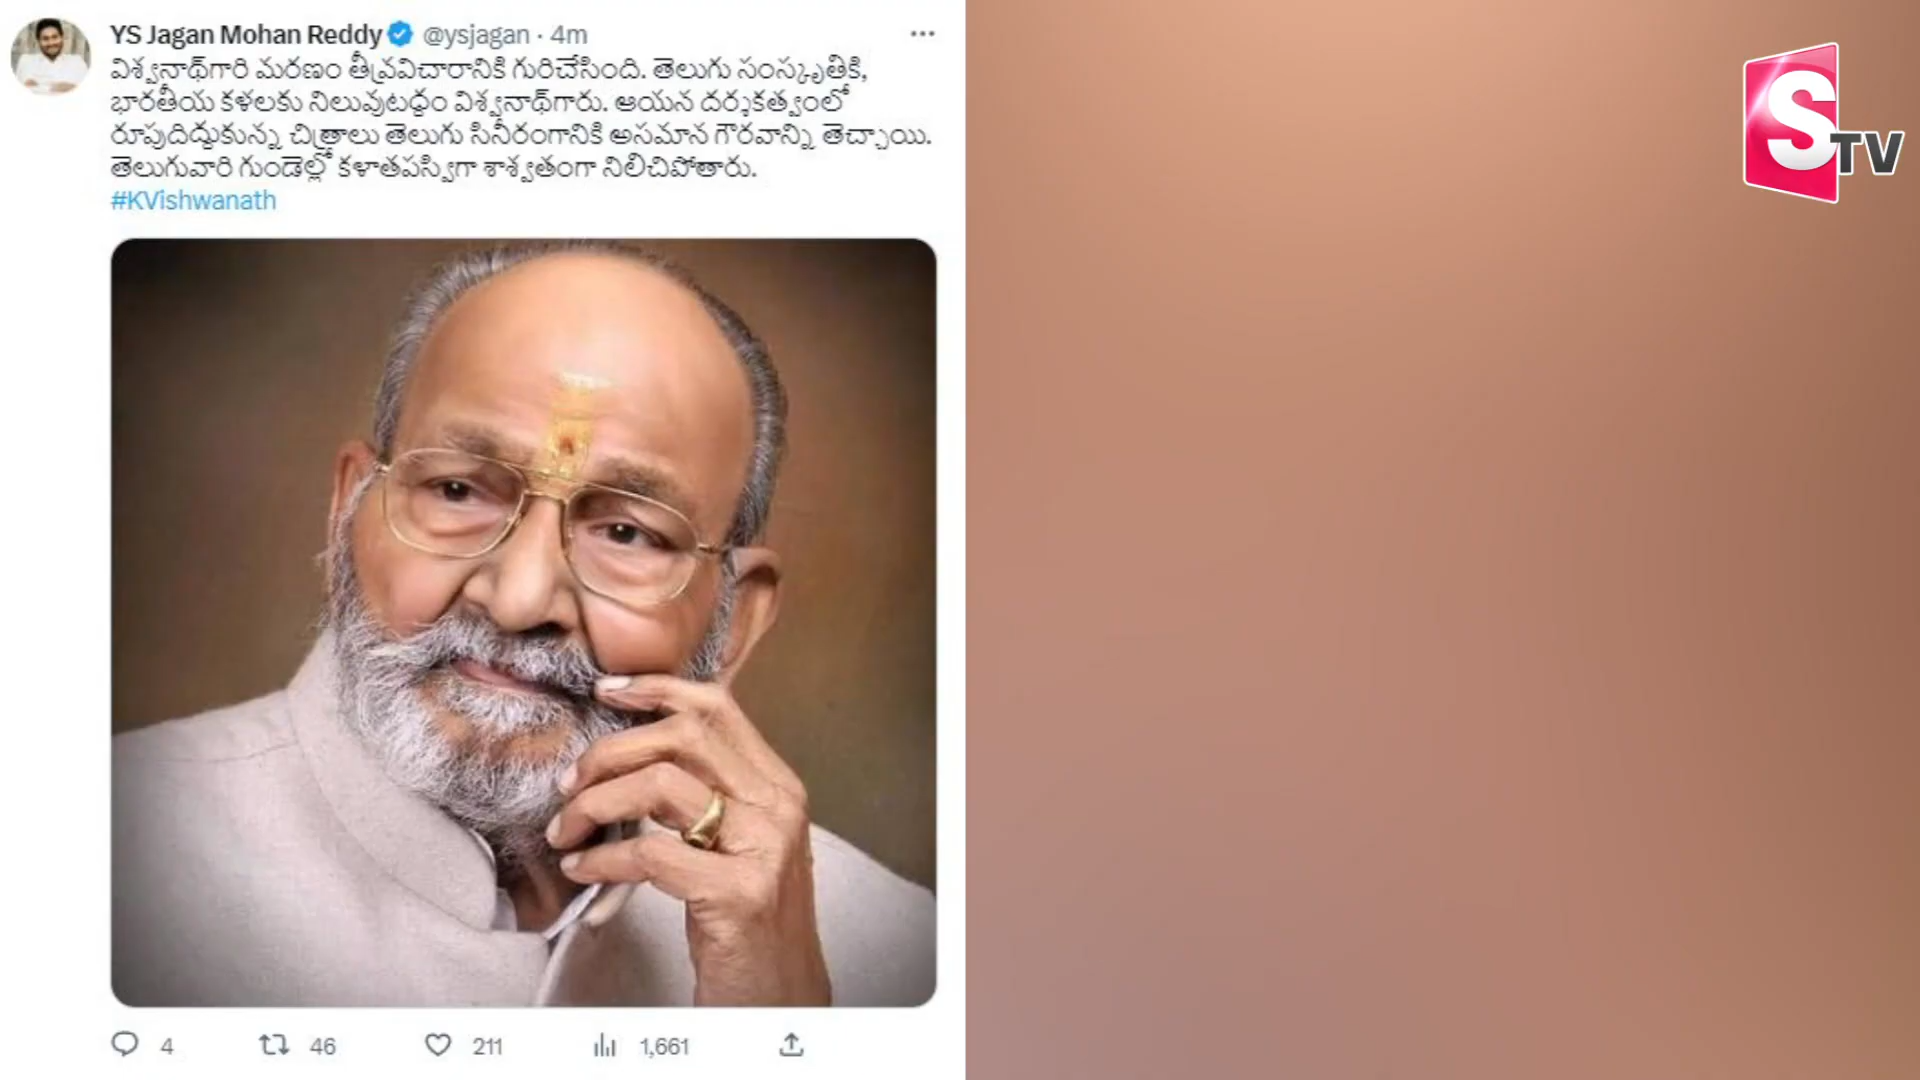 YS Jagan Mohan Reddy @ysjagan · 4m
విశ్వనాథ్‌గారి మరణం తీవ్రవిచారానికి గురిచేసింది. తెలుగు సంస్కృతికి,
భారతీయ కళలకు నిలువుటద్దం విశ్వనాథ్‌గారు. ఆయన దర్శకత్వంలో
రూపుదిద్దుకున్న చిత్రాలు తెలుగు సినీరంగానికి అసమాన గౌరవాన్ని తెచ్చాయి.
తెలుగువారి గుండెల్లో కళాతపస్విగా శాశ్వతంగా నిలిచిపోతారు.
#KVishwanath
4 46 211 1,661
S TV